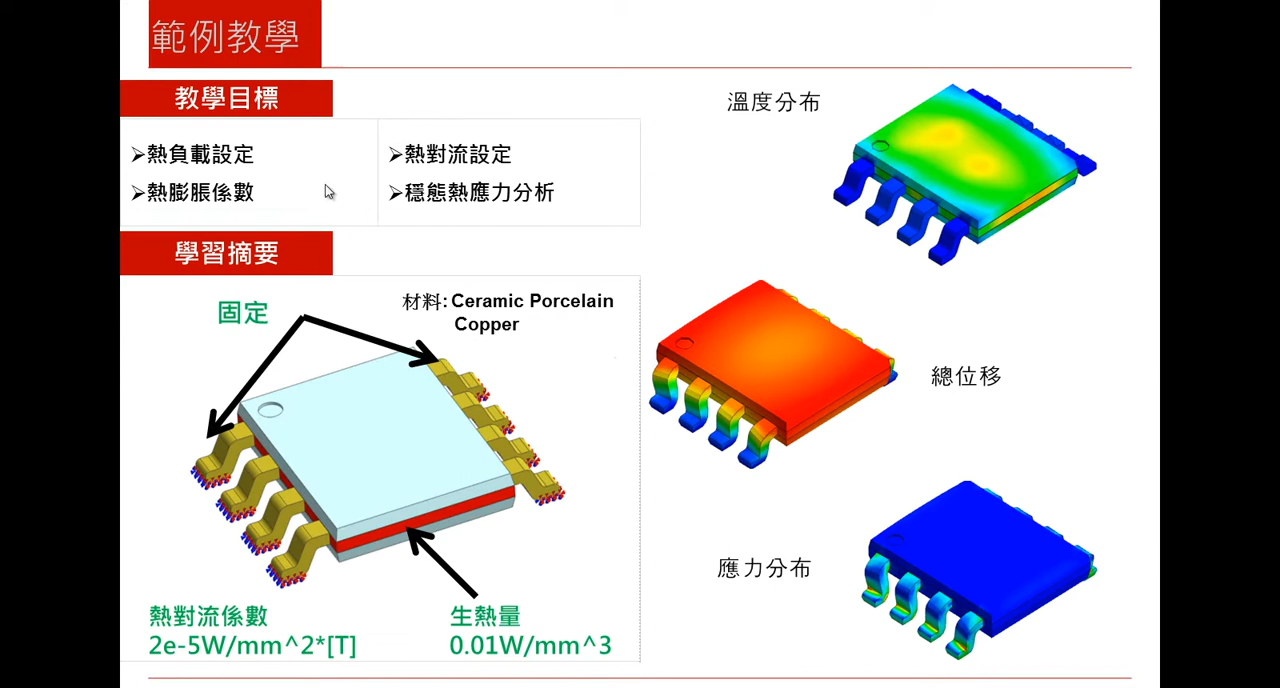 範例教學
教學目標
➢熱負載設定
➢熱膨脹係數
➢熱對流設定
➢穩態熱應力分析
學習摘要
固定
材料: Ceramic Porcelain
Copper
熱對流係數
2e-5W/mm^2*[T]
生熱量
0.01W/mm^3
溫度分布
總位移
應力分布